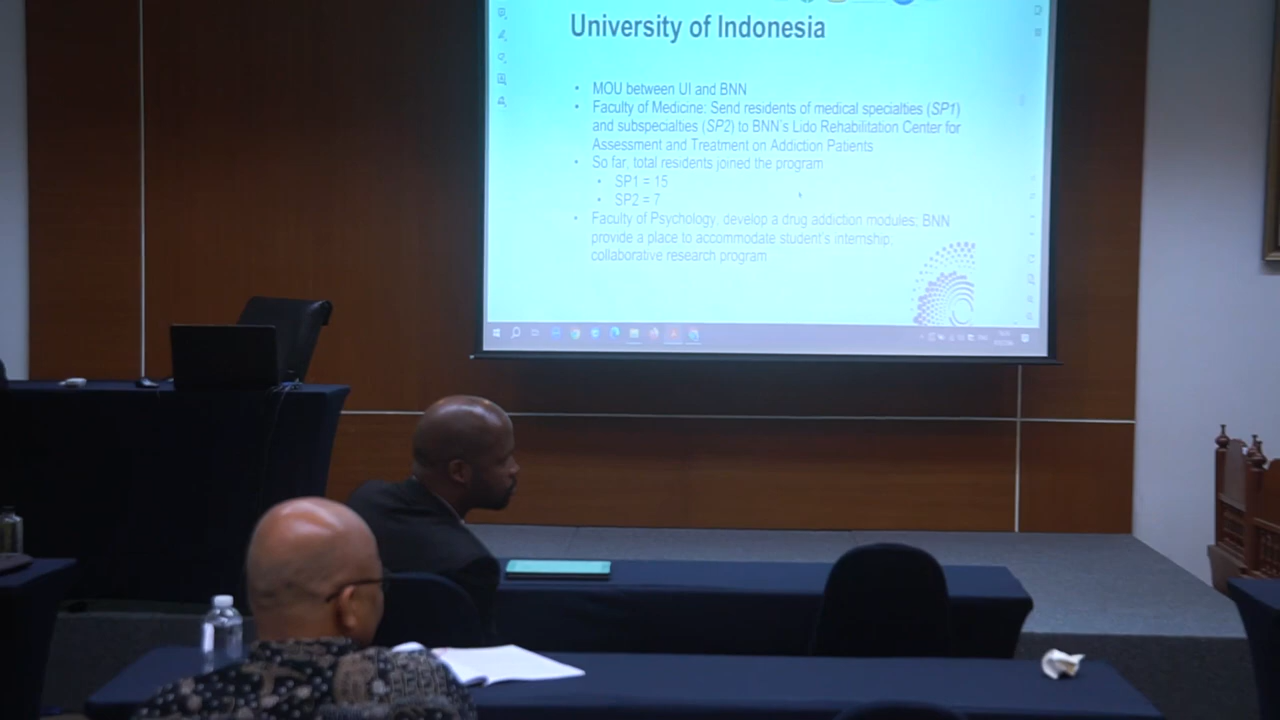 University of Indonesia
• MOU between UI and BNN
• Faculty of Medicine: Send residents of medical specialties (SP1)
and subspecialties (SP2) to BNN's Lido Rehabilitation Center for
Assessment and Treatment on Addiction Patients
• So far, total residents joined the program
• SP1 = 15
• SP2 = 7
• Faculty of Psychology, develop a drug addiction modules; BNN
provide a place to accommodate student's internship,
collaborative research program